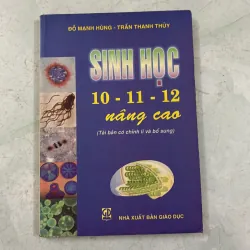 ĐỖ MẠNH HÙNG - TRẦN THANH THỦY
SINH HỌC
10 - 11 - 12
nâng cao
(Tái bản có chỉnh lí và bổ sung)
NHÀ XUẤT BẢN GIÁO DỤC